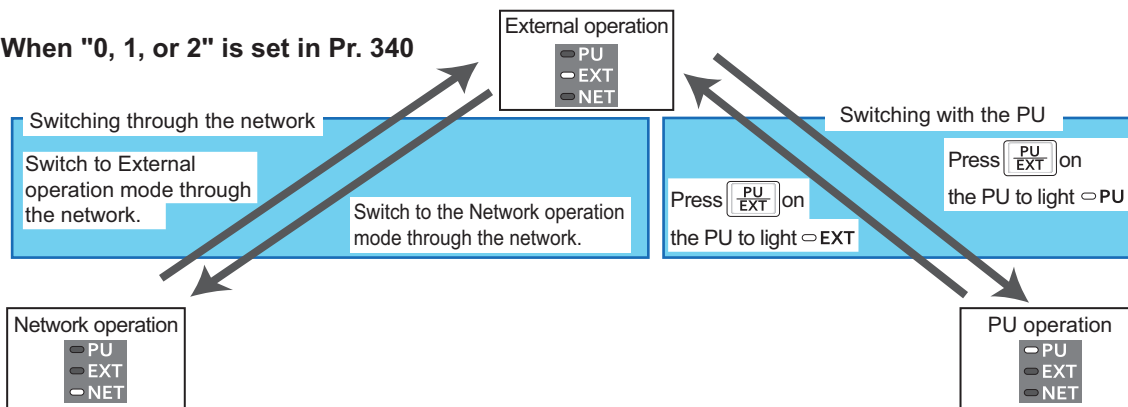 When "0, 1, or 2" is set in Pr. 340
External operation
PU
EXT
NET
Switching through the network
Switch to External
operation mode through
the network.
Switch to the Network operation
mode through the network.
Switching with the PU
Press PU/EXT on
the PU to light EXT
Press PU/EXT on
the PU to light PU
Network operation
PU
EXT
NET
PU operation
PU
EXT
NET